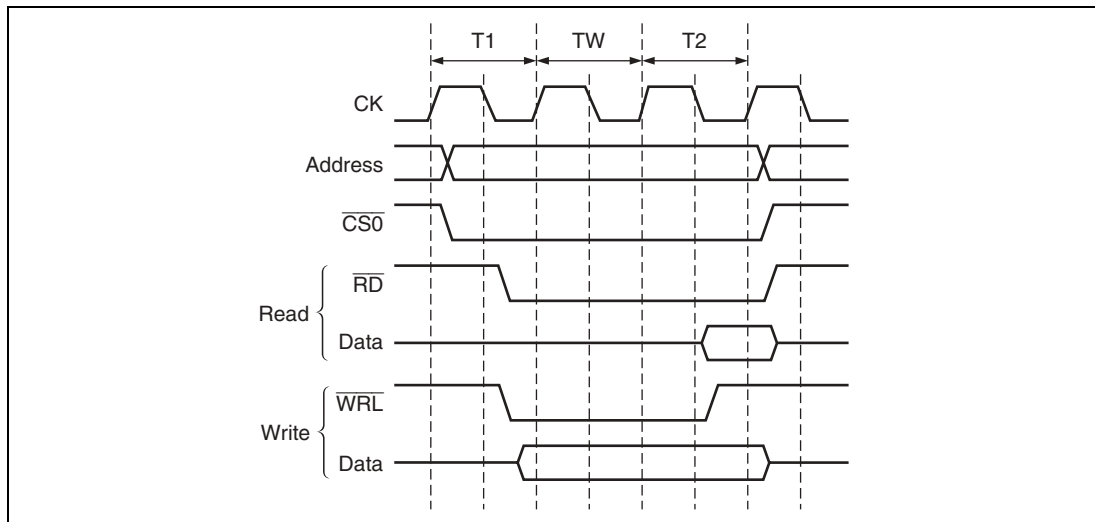 T1 TW T2
CK
Address
CS0
RD
Read
Data
WRL
Write
Data